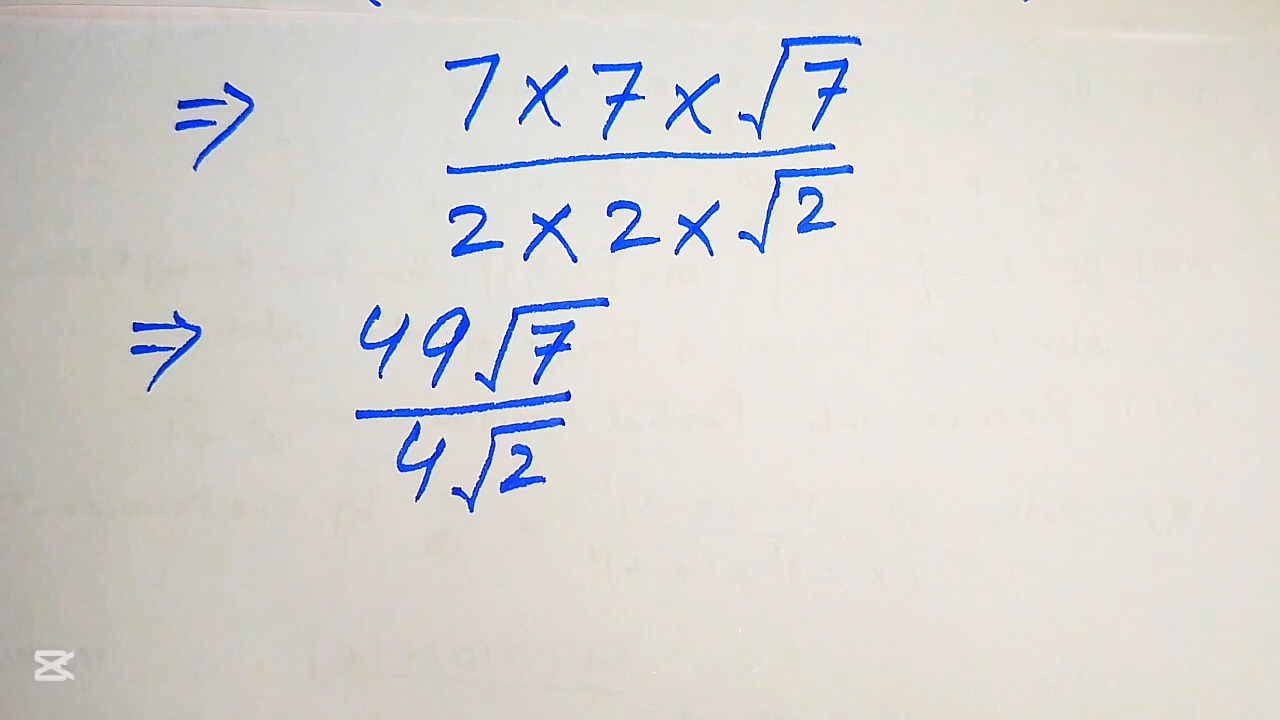 ⇒ 7 × 7 × √7 / 2 × 2 × √2
⇒ 49√7 / 4√2